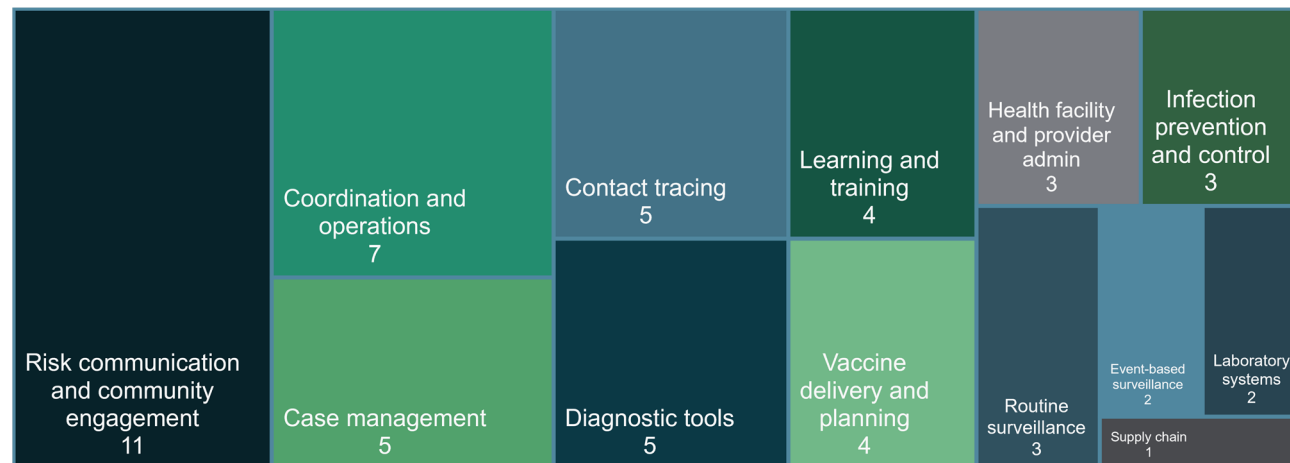 Risk communication
and community
engagement
11
Coordination and
operations
7
Case management
5
Contact tracing
5
Diagnostic tools
5
Learning and
training
4
Vaccine
delivery and
planning
4
Health facility
and provider
admin
3
Infection
prevention
and control
3
Routine
surveillance
3
Event-based
surveillance
2
Laboratory
systems
2
Supply chain
1